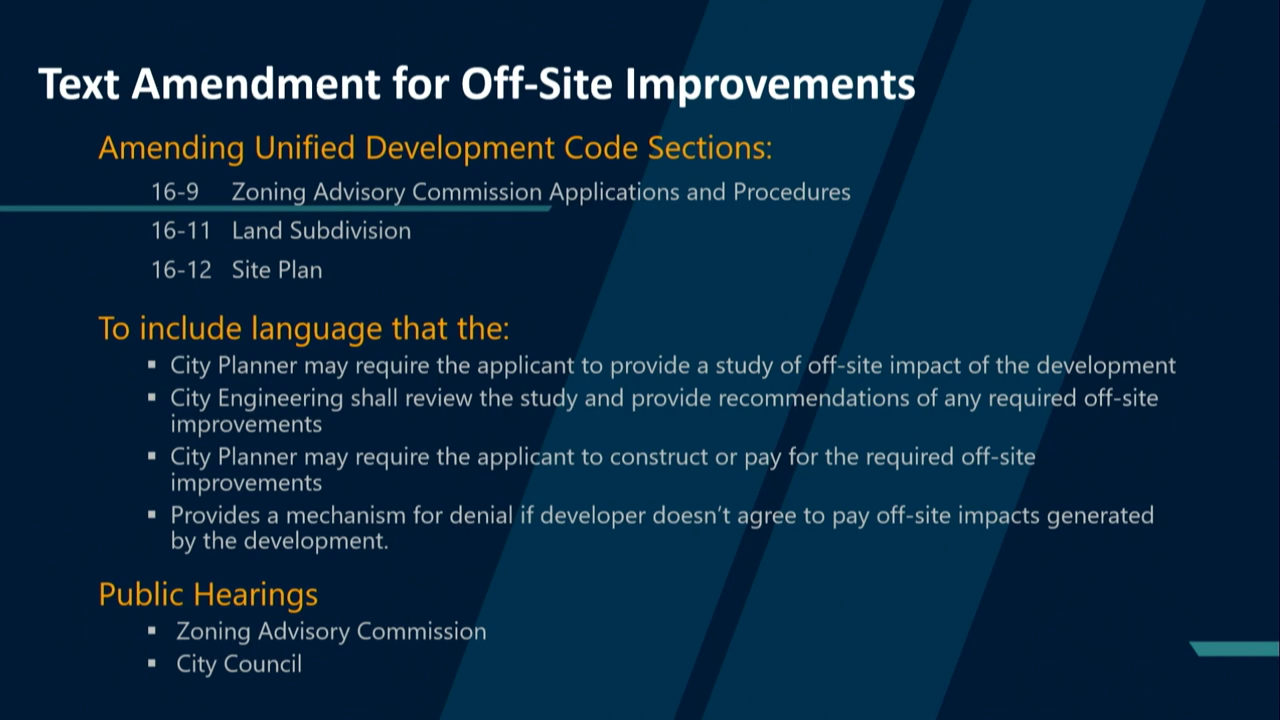 Text Amendment for Off-Site Improvements
Amending Unified Development Code Sections:
16-9 Zoning Advisory Commission Applications and Procedures
16-11 Land Subdivision
16-12 Site Plan
To include language that the:
▪ City Planner may require the applicant to provide a study of off-site impact of the development
▪ City Engineering shall review the study and provide recommendations of any required off-site
improvements
▪ City Planner may require the applicant to construct or pay for the required off-site
improvements
▪ Provides a mechanism for denial if developer doesn’t agree to pay off-site impacts generated
by the development.
Public Hearings
▪ Zoning Advisory Commission
▪ City Council